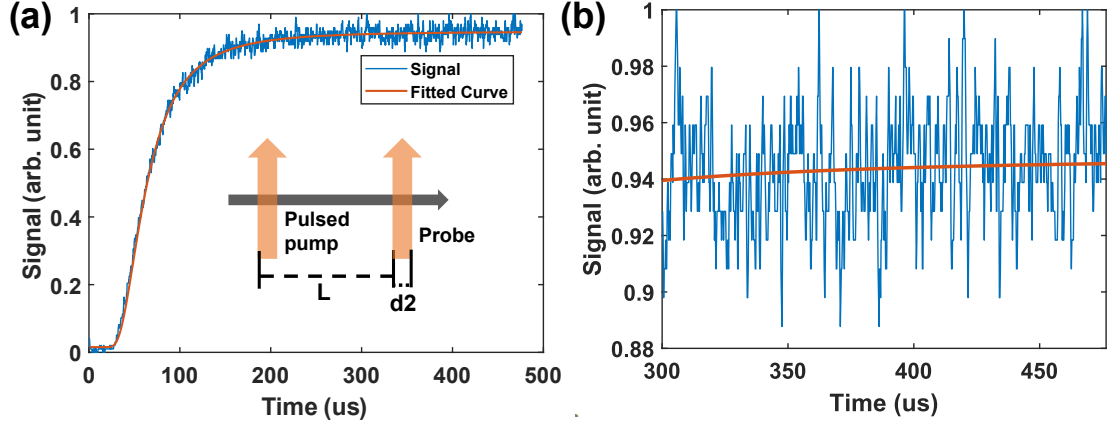 (a)
Signal (arb. unit)
1
0.8
0.6
0.4
0.2
0
0
100
200
300
400
500
Time (us)
Signal
Fitted Curve
Pulsed
pump
Probe
L
d2
(b)
Signal (arb. unit)
1
0.98
0.96
0.94
0.92
0.9
0.88
300
350
400
450
Time (us)